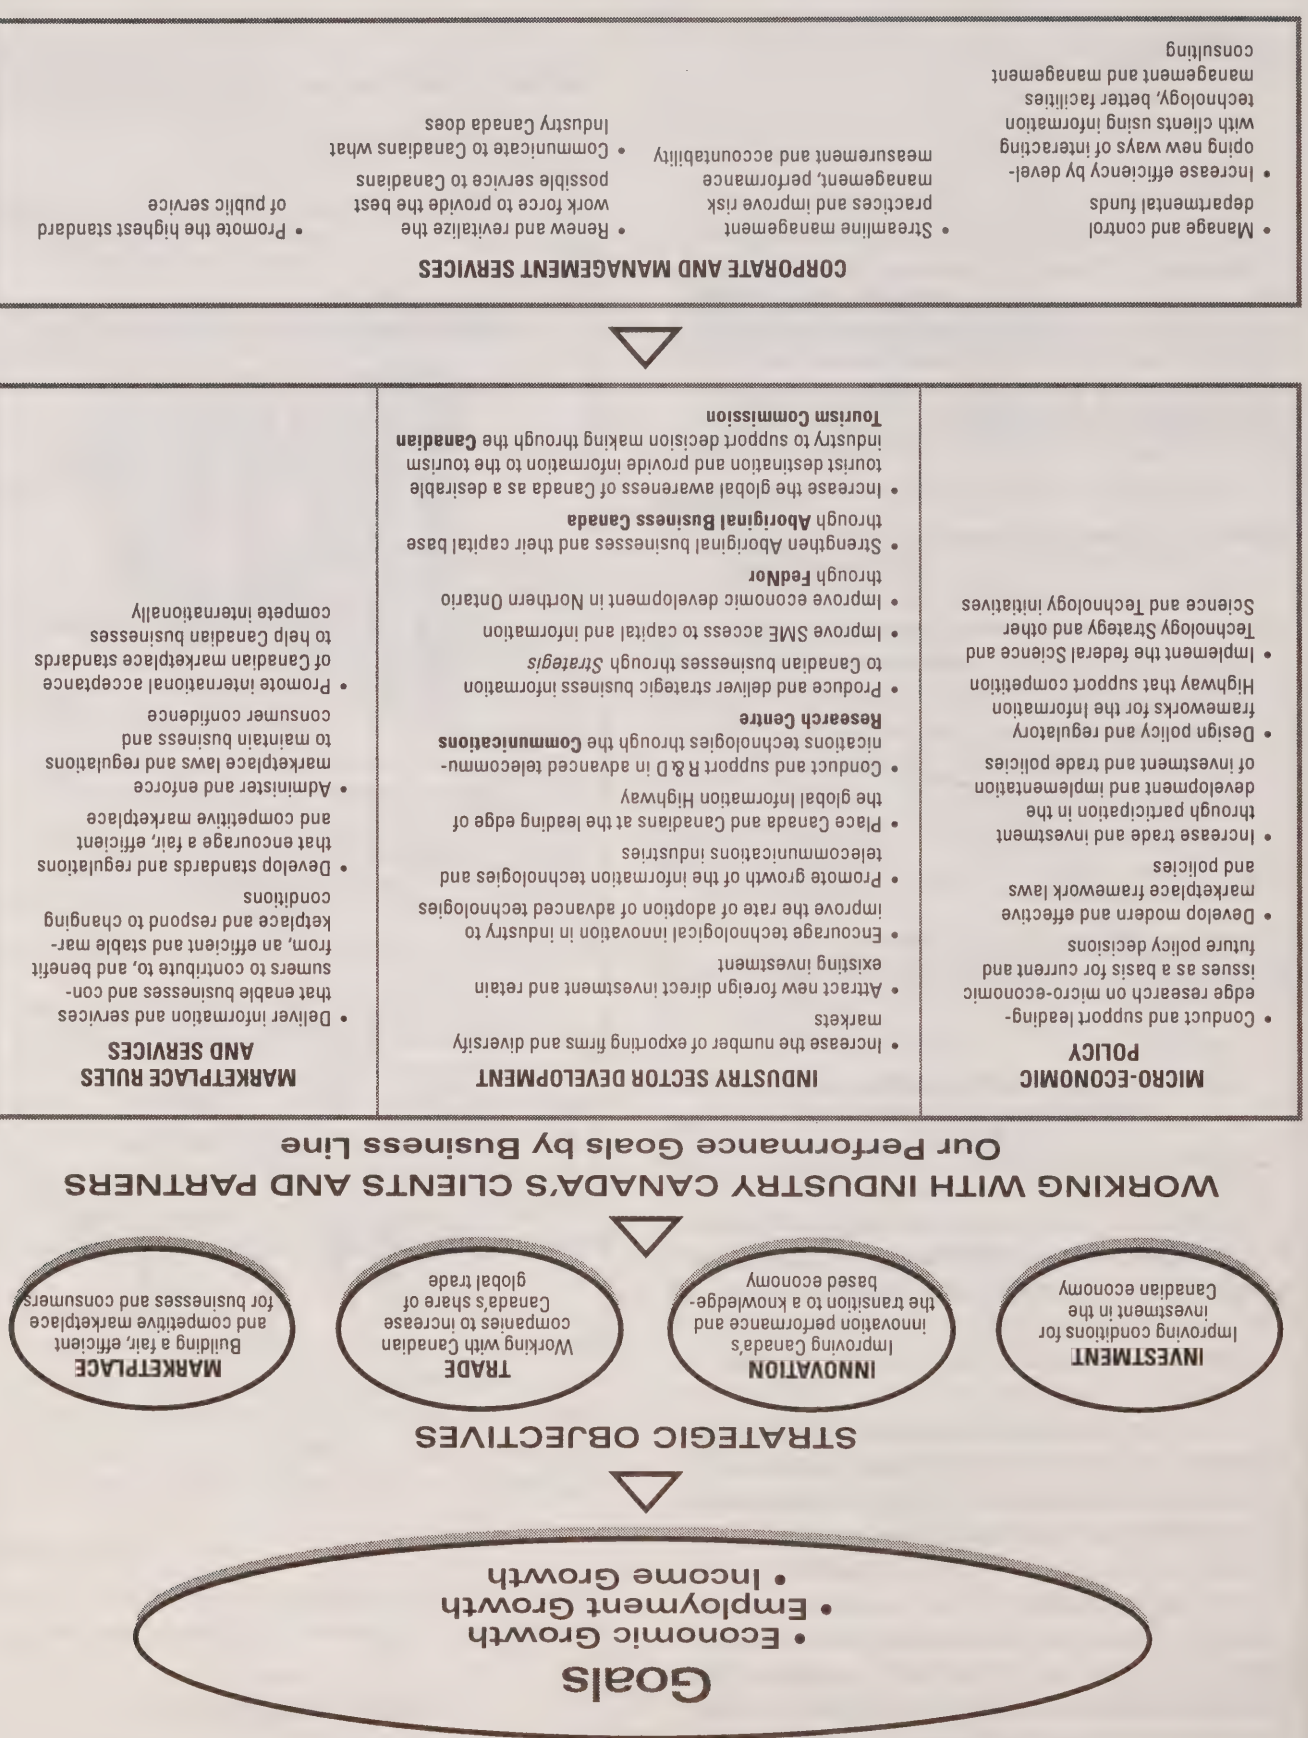 Goals
• Economic Growth
• Employment Growth
• Income Growth
STRATEGIC OBJECTIVES
INVESTMENT
Improving conditions for
investment in the
Canadian economy
INNOVATION
Improving Canada's
innovation performance and
the transition to a knowledge-
based economy
TRADE
Working with Canadian
companies to increase
Canada's share of
global trade
MARKETPLACE
Building a fair, efficient
and competitive marketplace
for businesses and consumers
WORKING WITH INDUSTRY CANADA'S CLIENTS AND PARTNERS
Our Performance Goals by Business Line
MICRO-ECONOMIC
POLICY
• Conduct and support leading-
edge research on micro-economic
issues as a basis for current and
future policy decisions
• Develop modern and effective
marketplace framework laws
and policies
• Increase trade and investment
through participation in the
development and implementation
of investment and trade policies
• Design policy and regulatory
frameworks for the Information
Highway that support competition
• Implement the federal Science and
Technology Strategy and other
Science and Technology initiatives
INDUSTRY SECTOR DEVELOPMENT
• Increase the number of exporting firms and diversify
markets
• Attract new foreign direct investment and retain
existing investment
• Encourage technological innovation in industry to
improve the rate of adoption of advanced technologies
• Promote growth of the information technologies and
telecommunications industries
• Place Canada and Canadians at the leading edge of
the global Information Highway
• Conduct and support R & D in advanced telecommu-
nications technologies through the Communications
Research Centre
• Produce and deliver strategic business information
to Canadian businesses through Strategis
• Improve SME access to capital and information
• Improve economic development in Northern Ontario
through FedNor
• Strengthen Aboriginal businesses and their capital base
through Aboriginal Business Canada
• Increase the global awareness of Canada as a desirable
tourist destination and provide information to the tourism
industry to support decision making through the Canadian
Tourism Commission
MARKETPLACE RULES
AND SERVICES
• Deliver information and services
that enable businesses and con-
sumers to contribute to, and benefit
from, an efficient and stable mar-
ketplace and respond to changing
conditions
• Develop standards and regulations
that encourage a fair, efficient
and competitive marketplace
• Administer and enforce
marketplace laws and regulations
to maintain business and
consumer confidence
• Promote international acceptance
of Canadian marketplace standards
to help Canadian businesses
compete internationally
CORPORATE AND MANAGEMENT SERVICES
• Manage and control
departmental funds
• Increase efficiency by devel-
oping new ways of interacting
with clients using information
technology, better facilities
management and management
consulting
• Streamline management
practices and improve risk
management, performance
measurement and accountability
• Renew and revitalize the
work force to provide the best
possible service to Canadians
• Communicate to Canadians what
Industry Canada does
• Promote the highest standard
of public service